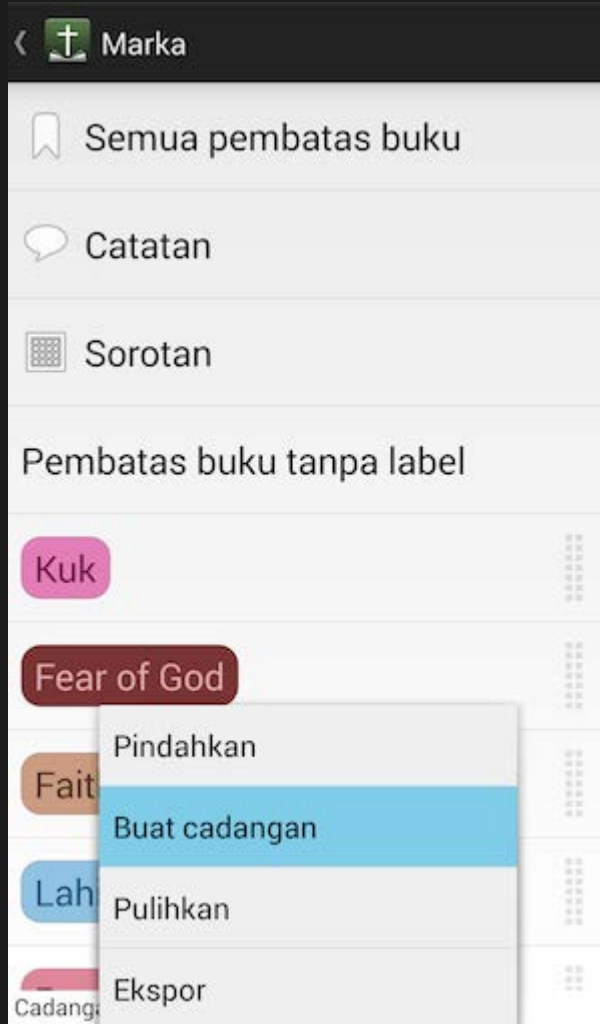 Marka
Semua pembatas buku
Catatan
Sorotan
Pembatas buku tanpa label
Kuk
Fear of God
Pindahkan
Buat cadangan
Pulihkan
Ekspor